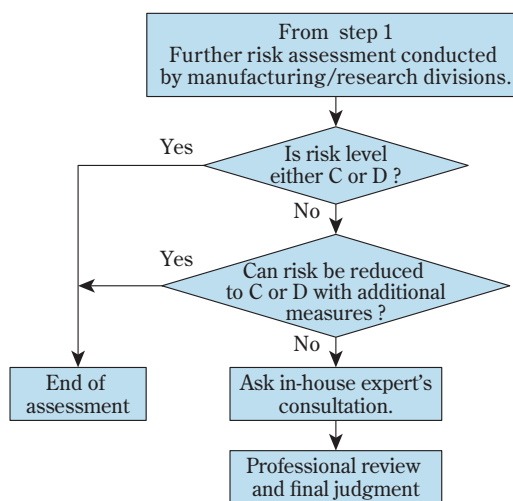 From step 1
Further risk assessment conducted
by manufacturing/research divisions.
Yes
Is risk level
either C or D ?
No
Yes
Can risk be reduced
to C or D with additional
measures ?
No
End of
assessment
Ask in-house expert's
consultation.
Professional review
and final judgment